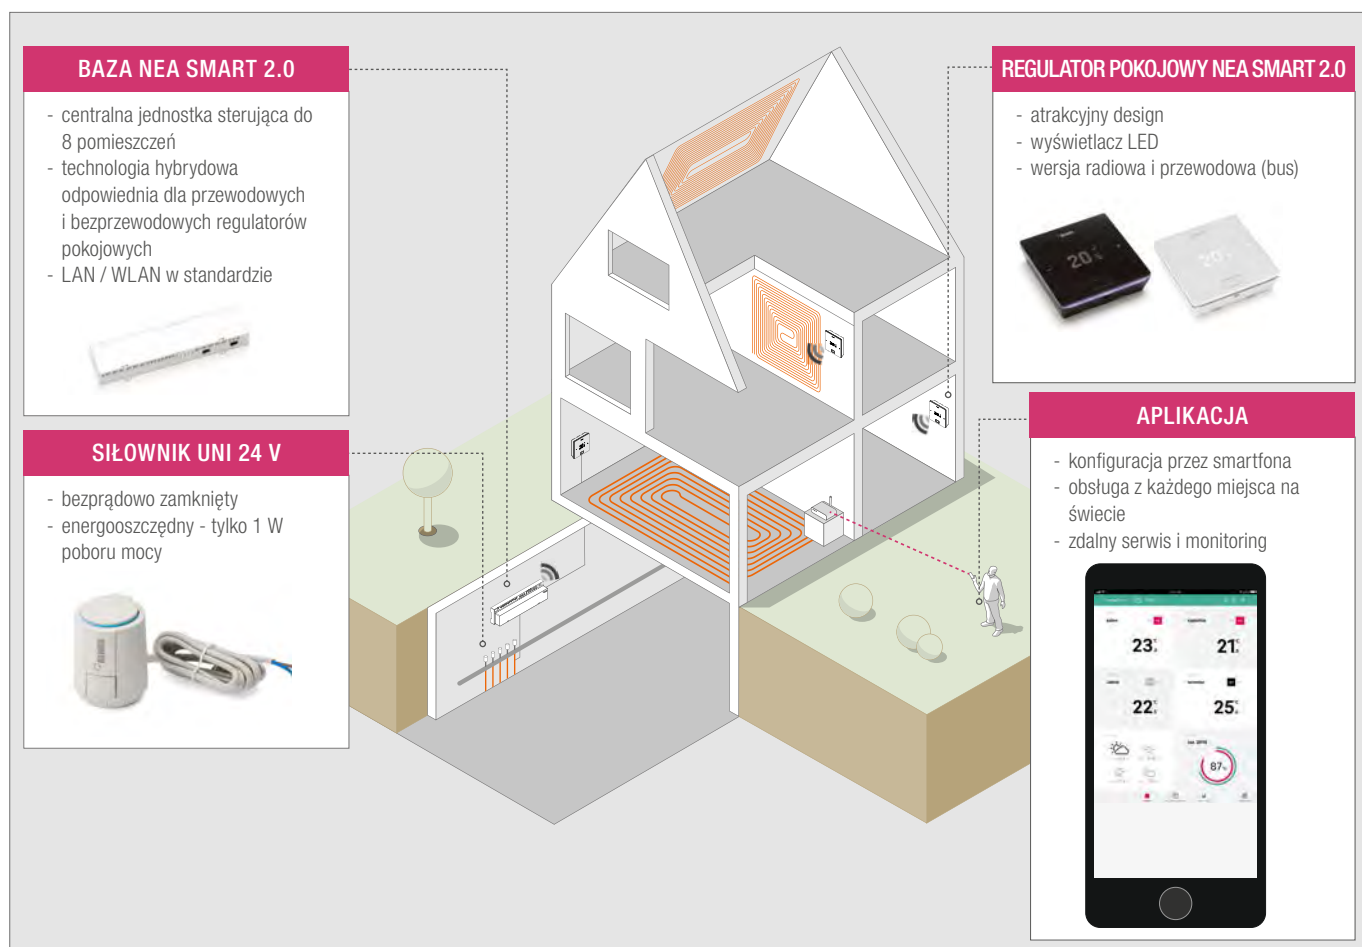 BAZA NEA SMART 2.0
- centralna jednostka sterująca do
8 pomieszczeń
- technologia hybrydowa
odpowiednia dla przewodowych
i bezprzewodowych regulatorów
pokojowych
- LAN / WLAN w standardzie
SIŁOWNIK UNI 24 V
- bezprądowo zamknięty
- energooszczędny - tylko 1 W
poboru mocy
REGULATOR POKOJOWY NEA SMART 2.0
- atrakcyjny design
- wyświetlacz LED
- wersja radiowa i przewodowa (bus)
20
20
APLIKACJA
- konfiguracja przez smartfona
- obsługa z każdego miejsca na
świecie
- zdalny serwis i monitoring
23° 21°
22° 25°
87%